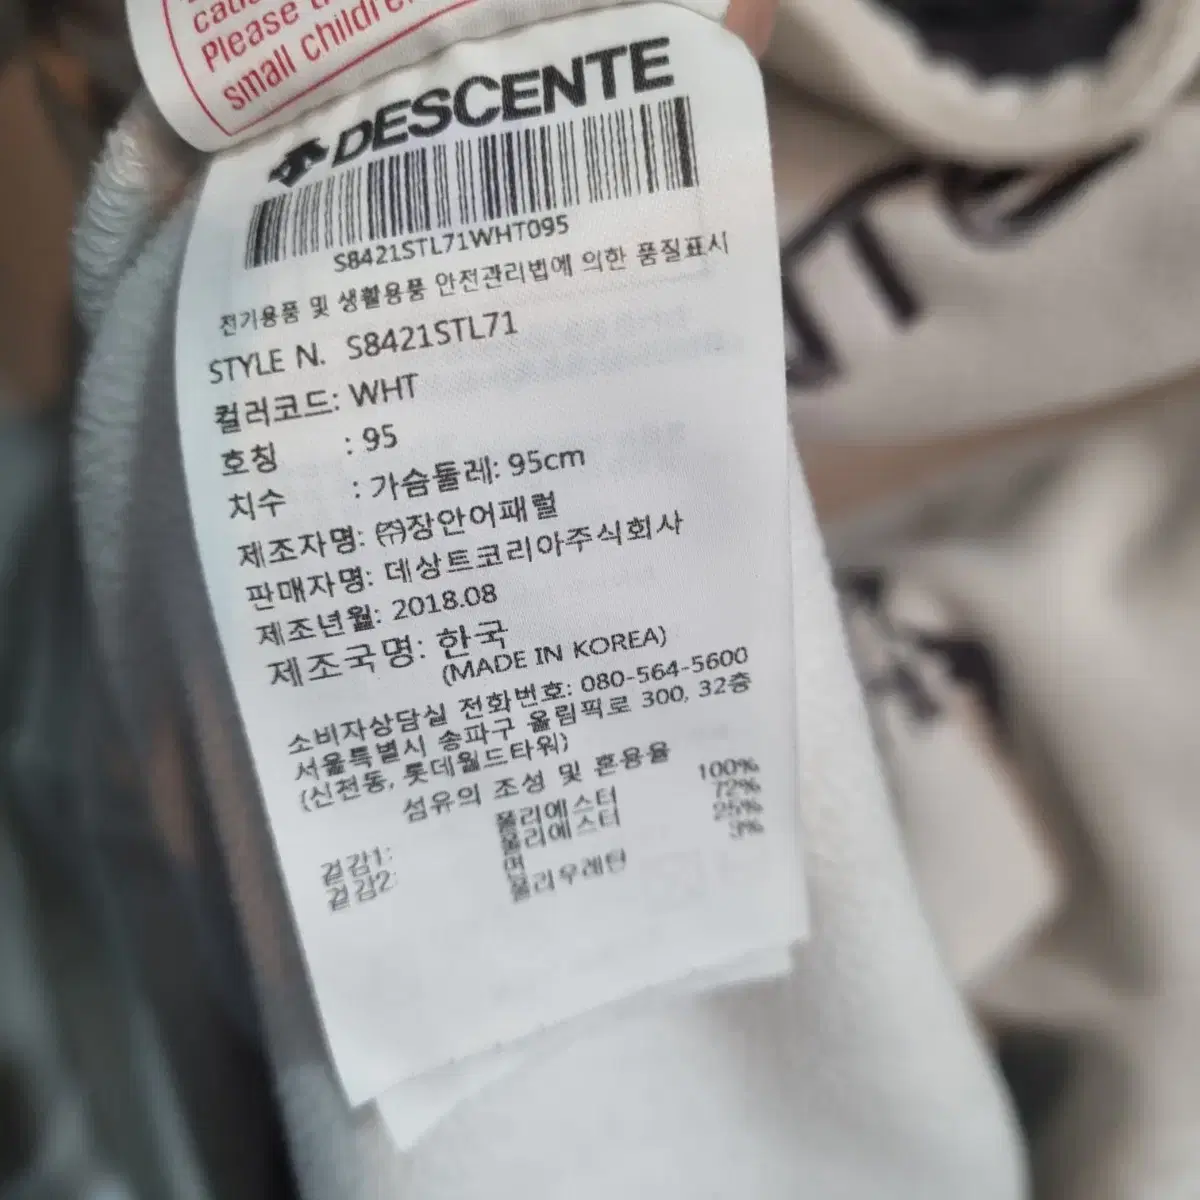 Please
small children
DESCENTE
S8421STL71WHT095
전기용품 및 생활용품 안전관리법에 의한 품질표시
STYLE N. S8421STL71
컬러코드: WHT
호칭 : 95
치수 : 가슴둘레: 95cm
제조자명: ㈜장안어패럴
판매자명: 데상트코리아주식회사
제조년월: 2018.08
제조국명: 한국
(MADE IN KOREA)
소비자상담실 전화번호: 080-564-5600
서울특별시 송파구 올림픽로 300, 32층
(신천동, 롯데월드타워)
섬유의 조성 및 혼용율
겉감1: 폴리에스터 100%
겉감2: 폴리에스터 72%
면 25%
폴리우레탄 3%